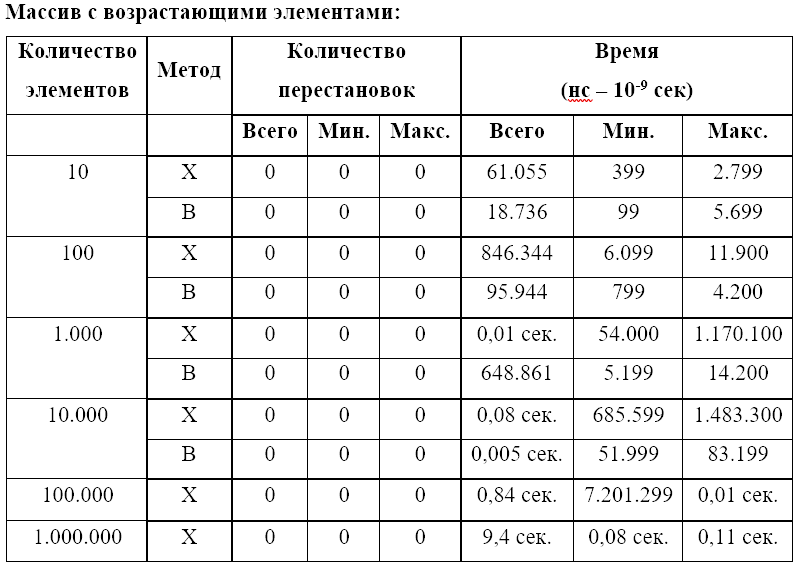 Массив с возрастающими элементами:
Количество элементов Метод Количество перестановок Время (нс – 10-9 сек)
Всего Мин. Макс. Всего Мин. Макс.
10 X 0 0 0 61.055 399 2.799
B 0 0 0 18.736 99 5.699
100 X 0 0 0 846.344 6.099 11.900
B 0 0 0 95.944 799 4.200
1.000 X 0 0 0 0,01 сек. 54.000 1.170.100
B 0 0 0 648.861 5.199 14.200
10.000 X 0 0 0 0,08 сек. 685.599 1.483.300
B 0 0 0 0,005 сек. 51.999 83.199
100.000 X 0 0 0 0,84 сек. 7.201.299 0,01 сек.
1.000.000 X 0 0 0 9,4 сек. 0,08 сек. 0,11 сек.